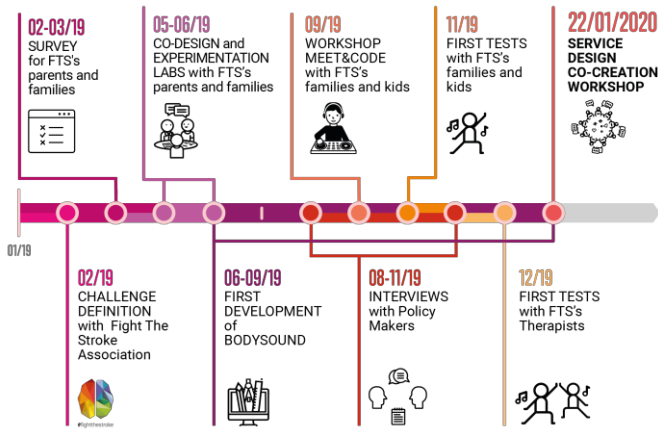 02-03/19
SURVEY
for FTS's
parents and
families
05-06/19
CO-DESIGN and
EXPERIMENTATION
LABS with FTS's
parents and families
09/19
WORKSHOP
MEET&CODE
with FTS's
families and kids
11/19
FIRST TESTS
with FTS's
families and
kids
22/01/2020
SERVICE
DESIGN
CO-CREATION
WORKSHOP
01/19
02/19
CHALLENGE
DEFINITION
with Fight The
Stroke
Association
#fightthestroke
06-09/19
FIRST
DEVELOPMENT
of
BODYSOUND
08-11/19
INTERVIEWS
with Policy
Makers
12/19
FIRST TESTS
with FTS's
Therapists